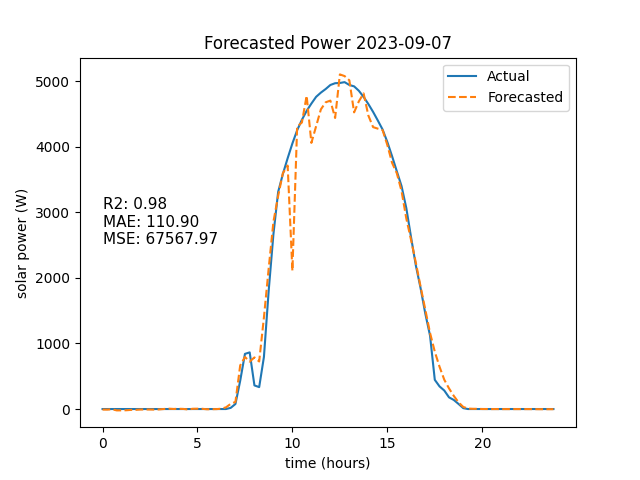 Forecasted Power 2023-09-07
Actual
Forecasted
R2: 0.98
MAE: 110.90
MSE: 67567.97
solar power (W)
5000
4000
3000
2000
1000
0
0 5 10 15 20
time (hours)